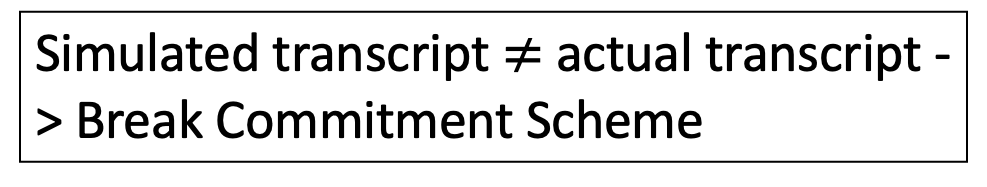 Simulated transcript ≠ actual transcript -
> Break Commitment Scheme